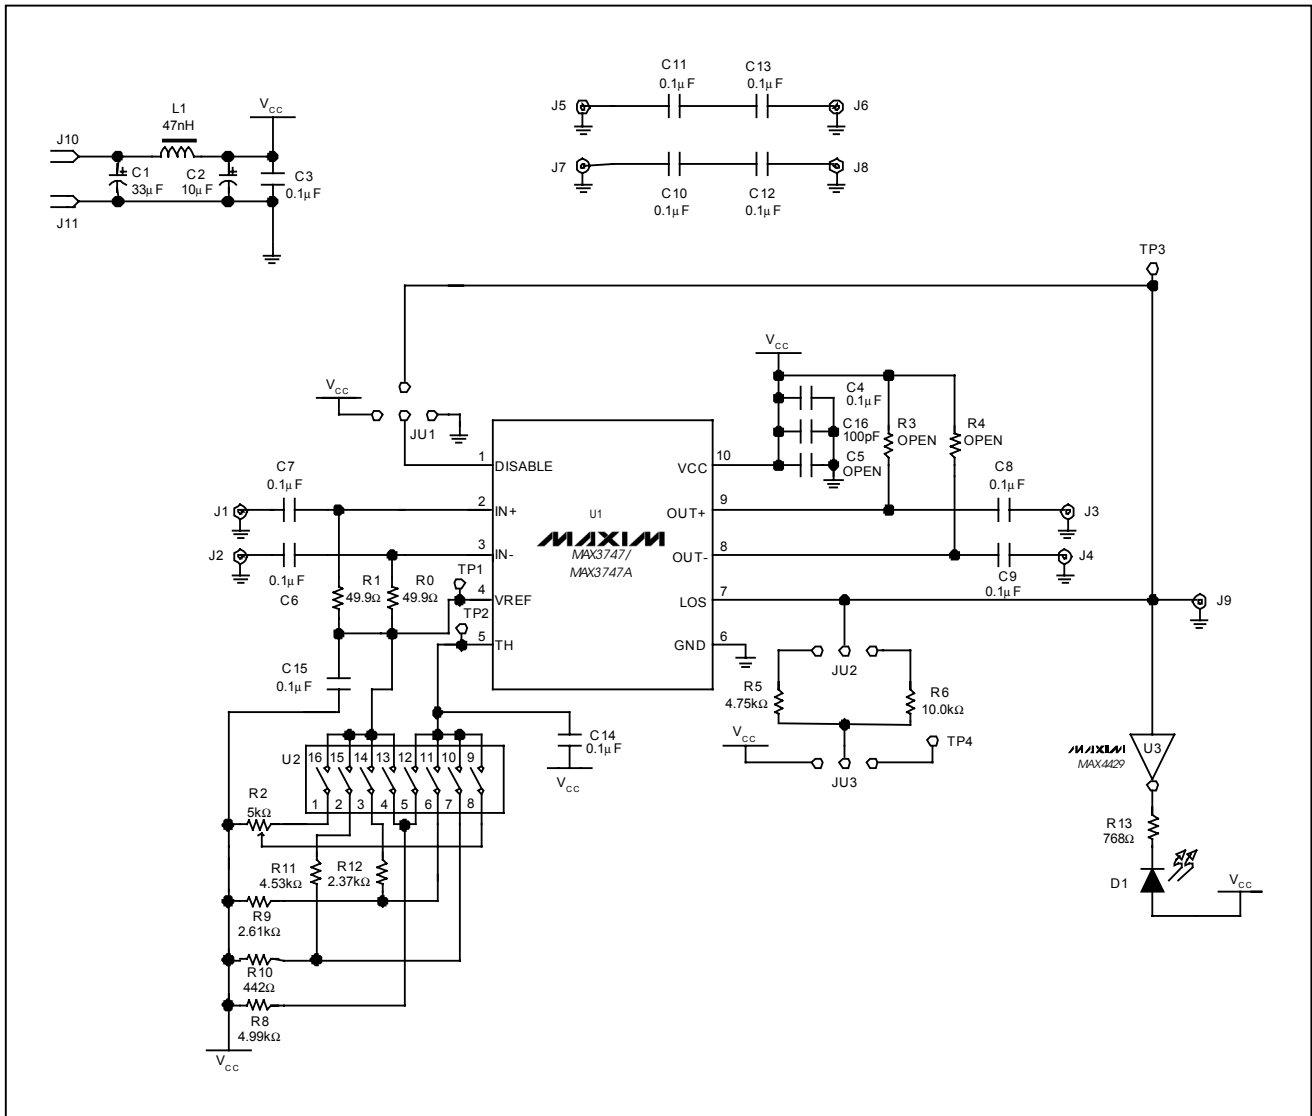 C11
0.1μF
C13
0.1μF
J5
J6
L1
47nH
VCC
J10
C1
33μF
C2
10μF
C3
0.1μF
J11
J7
J8
C10
0.1μF
C12
0.1μF
TP3
VCC
VCC
JU1
C4
0.1μF
C16
100pF
C5
OPEN
R3
OPEN
R4
OPEN
1
DISABLE
VCC
10
C7
0.1μF
C8
0.1μF
J1
2
IN+
U1
OUT+
9
J3
MAXIM
MAX3747/
MAX3747A
J2
3
IN-
OUT-
8
J4
0.1μF
C6
C9
0.1μF
R1
49.9Ω
R0
49.9Ω
TP1
4
VREF
LOS
7
J9
TP2
5
TH
GND
6
C15
0.1μF
JU2
R5
4.75kΩ
R6
10.0kΩ
C14
0.1μF
VCC
VCC
TP4
JU3
U2
16
15
14
13
12
11
10
9
1
2
3
4
5
6
7
8
MAXIM
MAX4429
U3
R2
5kΩ
R13
768Ω
R11
4.53kΩ
R12
2.37kΩ
D1
VCC
R9
2.61kΩ
R10
442Ω
R8
4.99kΩ
VCC